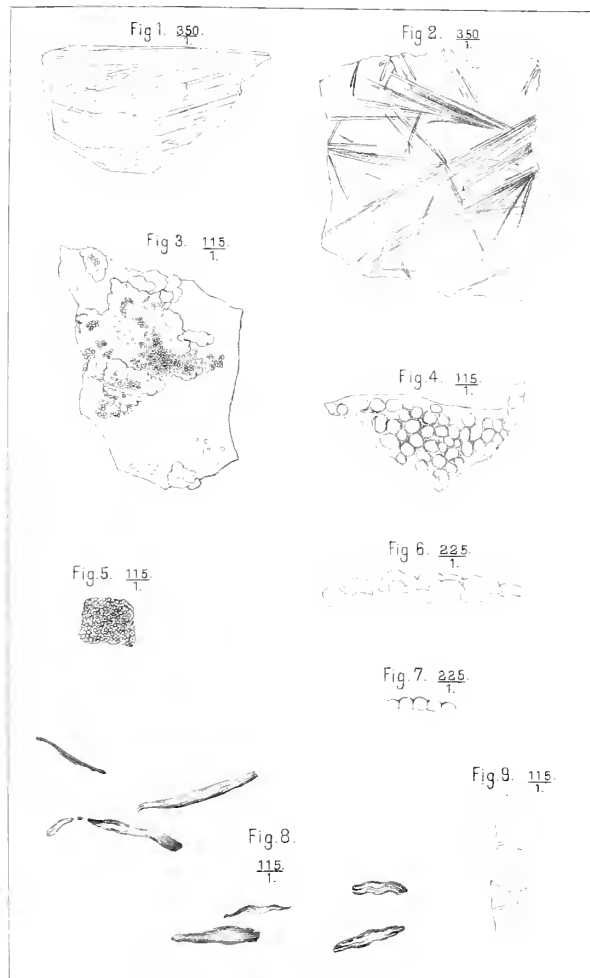 Fig 1. 350.
1.
Fig 2. 350
1.
Fig 3. 115.
1.
Fig. 4. 115.
1.
Fig. 5. 115.
1.
Fig 6. 225.
1.
Fig. 7. 225.
1.
Fig. 8.
115.
1.
Fig. 9. 115.
1.